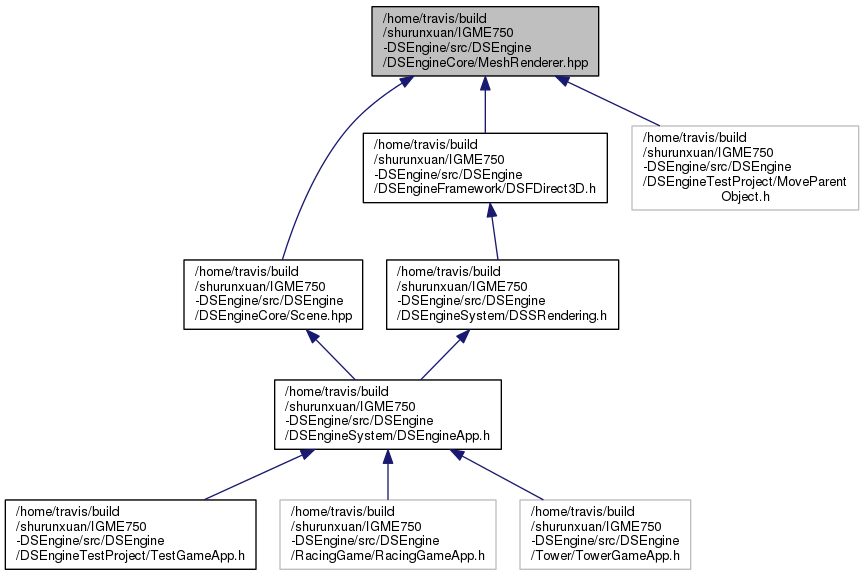 /home/travis/build
/shurunxuan/IGME750
-DSEngine/src/DSEngine
/DSEngineCore/MeshRenderer.hpp
/home/travis/build
/shurunxuan/IGME750
-DSEngine/src/DSEngine
/DSEngineFramework/DSFDirect3D.h
/home/travis/build
/shurunxuan/IGME750
-DSEngine/src/DSEngine
/DSEngineTestProject/MoveParent
Object.h
/home/travis/build
/shurunxuan/IGME750
-DSEngine/src/DSEngine
/DSEngineCore/Scene.hpp
/home/travis/build
/shurunxuan/IGME750
-DSEngine/src/DSEngine
/DSEngineSystem/DSSRendering.h
/home/travis/build
/shurunxuan/IGME750
-DSEngine/src/DSEngine
/DSEngineSystem/DSEngineApp.h
/home/travis/build
/shurunxuan/IGME750
-DSEngine/src/DSEngine
/DSEngineTestProject/TestGameApp.h
/home/travis/build
/shurunxuan/IGME750
-DSEngine/src/DSEngine
/RacingGame/RacingGameApp.h
/home/travis/build
/shurunxuan/IGME750
-DSEngine/src/DSEngine
/Tower/TowerGameApp.h